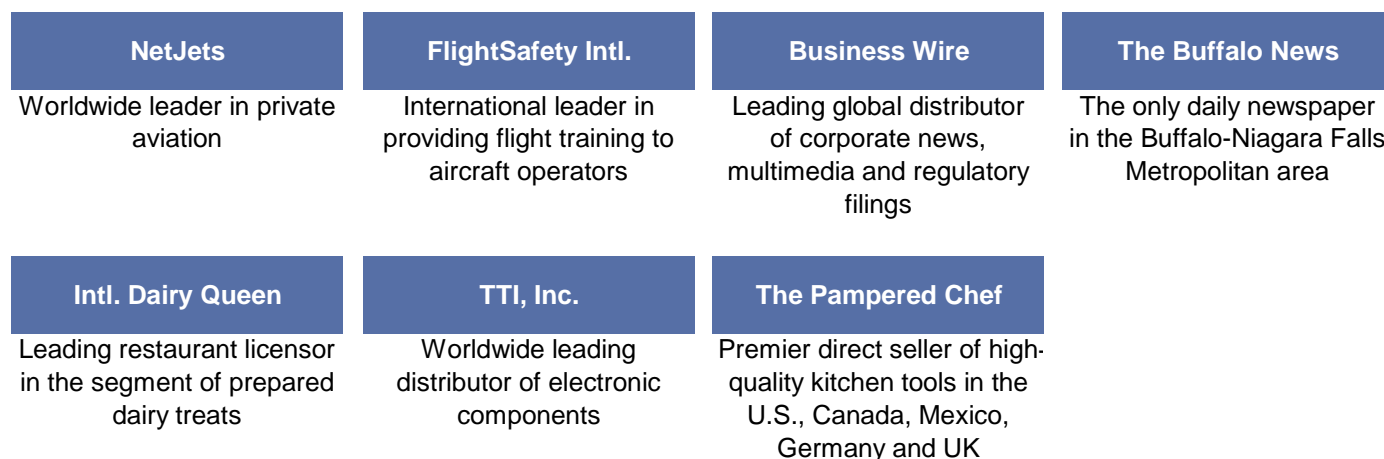 NetJets
Worldwide leader in private
aviation
FlightSafety Intl.
International leader in
providing flight training to
aircraft operators
Business Wire
Leading global distributor
of corporate news,
multimedia and regulatory
filings
The Buffalo News
The only daily newspaper
in the Buffalo-Niagara Falls
Metropolitan area
Intl. Dairy Queen
Leading restaurant licensor
in the segment of prepared
dairy treats
TTI, Inc.
Worldwide leading
distributor of electronic
components
The Pampered Chef
Premier direct seller of high-
quality kitchen tools in the
U.S., Canada, Mexico,
Germany and UK